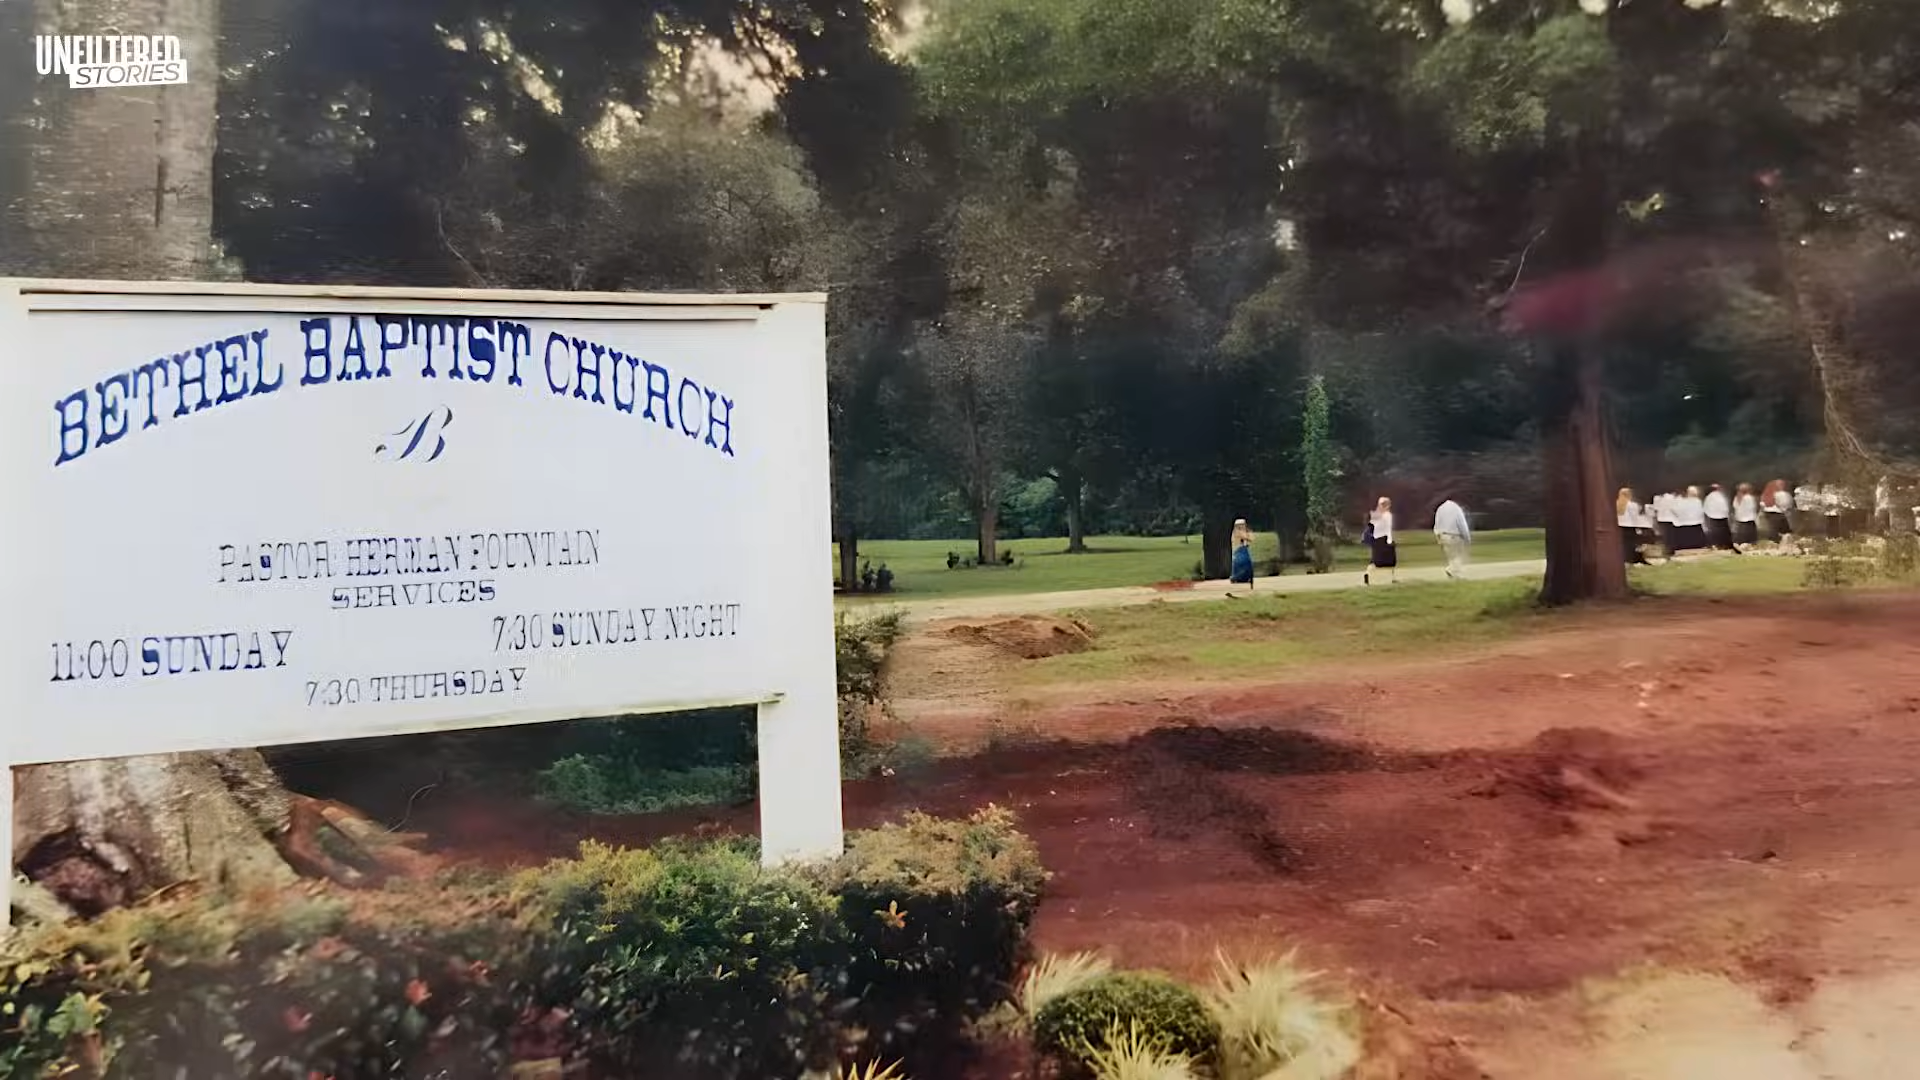 UNFILTERED
STORIES
BETHEL BAPTIST CHURCH
B
PASTOR HERMAN FOUNTAIN
SERVICES
11:00 SUNDAY 7:30 SUNDAY NIGHT
7:30 THURSDAY